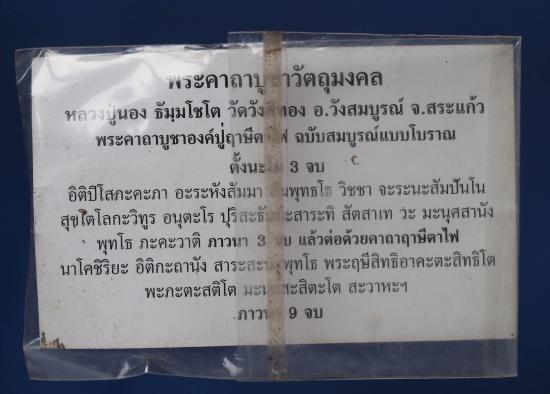 พระคาถาบูชาวัตถุมงคล
หลวงปู่นอง ธัมฺมโชโต วัดวังศรีทอง อ.วังสมบูรณ์ จ.สระแก้ว
พระคาถาบูชาองค์ปู่ฤาษีตาไฟ ฉบับสมบูรณ์แบบโบราณ
ตั้งนะโม 3 จบ
อิติปิโสภะคะภา อะระหังสัมมา สัมพุทธโธ วิชชา จะระนะสัมปันโน
สุขโตโลกะวิทูร อนุตะโร ปุริสะธัมมะสาระทิ สัตสาเท วะ มะนุศสานัง
พุทโธ ภะคะวาติ ภาวนา 3 จบ แล้วต่อด้วยคาถาฤาษีตาไฟ
นาโคชิริยะ อิติกะถานัง สาระสะนะพุทโธ พระฤษีสิทธิอาคะตะสิทธิโต
พะภะตะสติโต สะสิตะโต สะวาหะฯ
ภาวนา 9 จบ